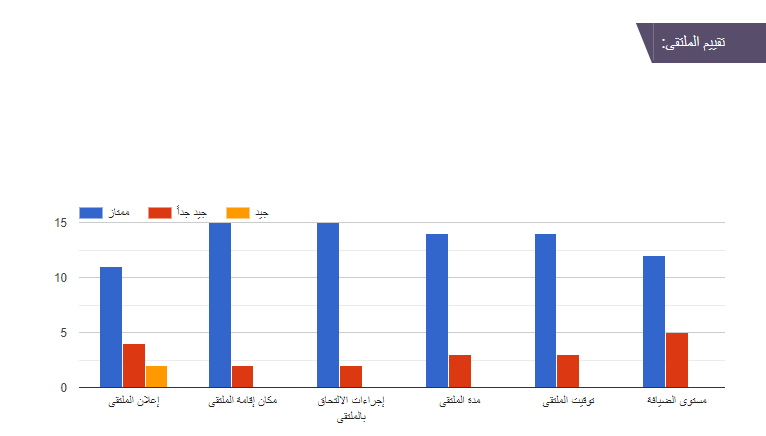 تقييم الملتقى:
ممتاز
جيد جداً
جيد
15
10
5
0
إعلان الملتقى
مكان إقامة الملتقى
إجراءات الالتحاق
بالملتقى
مدة الملتقى
توقيت الملتقى
مستوى الضيافة